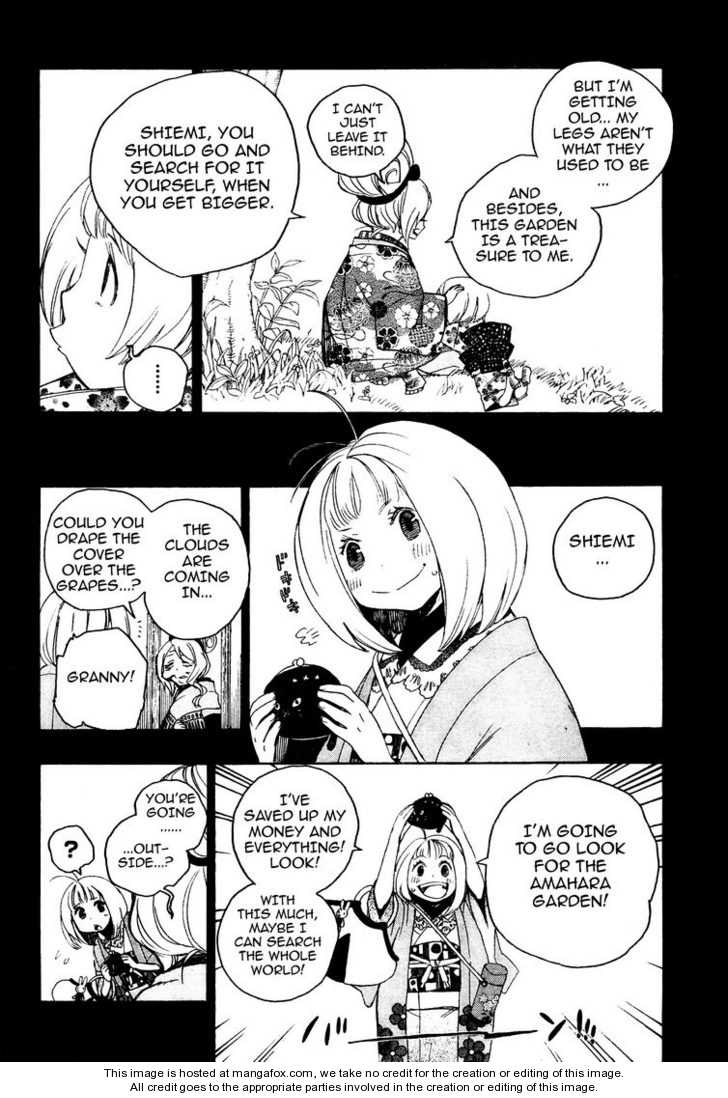 BUT I'M
GETTING
OLD... MY
LEGS AREN'T
WHAT THEY
USED TO BE
...
AND
BESIDES,
THIS GARDEN
IS A TREA-
SURE TO ME.
I CAN'T
JUST
LEAVE IT
BEHIND.
SHIEMI, YOU
SHOULD GO AND
SEARCH FOR IT
YOURSELF, WHEN
YOU GET BIGGER.
......
SHIEMI
...
ドキドキ
THE
CLOUDS
ARE
COMING
IN...
COULD YOU
DRAPE THE
COVER
OVER THE
GRAPES...?
GRANNY!
I'M GOING
TO GO LOOK
FOR THE
AMAHARA
GARDEN!
I'VE
SAVED UP MY
MONEY AND
EVERYTHING!
LOOK!
WITH
THIS MUCH,
MAYBE I
CAN SEARCH
THE WHOLE
WORLD!
YOU'RE
GOING
......
...OUT-
SIDE...?
?
This image is hosted at mangafox.com, we take no credit for the creation or editing of this image.
All credit goes to the appropriate parties involved in the creation or editing of this image.